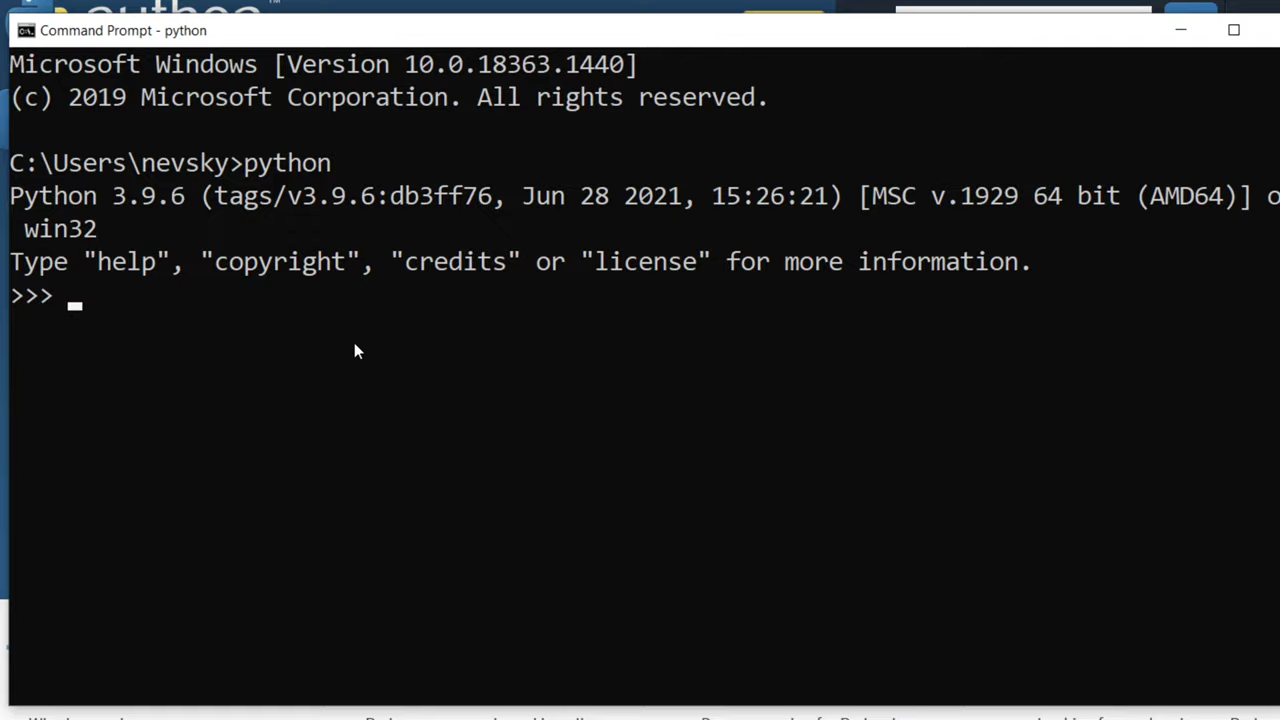 Command Prompt - python
Microsoft Windows [Version 10.0.18363.1440]
(c) 2019 Microsoft Corporation. All rights reserved.
C:\Users\nevsky>python
Python 3.9.6 (tags/v3.9.6:db3ff76, Jun 28 2021, 15:26:21) [MSC v.1929 64 bit (AMD64)] o
win32
Type "help", "copyright", "credits" or "license" for more information.
>>>